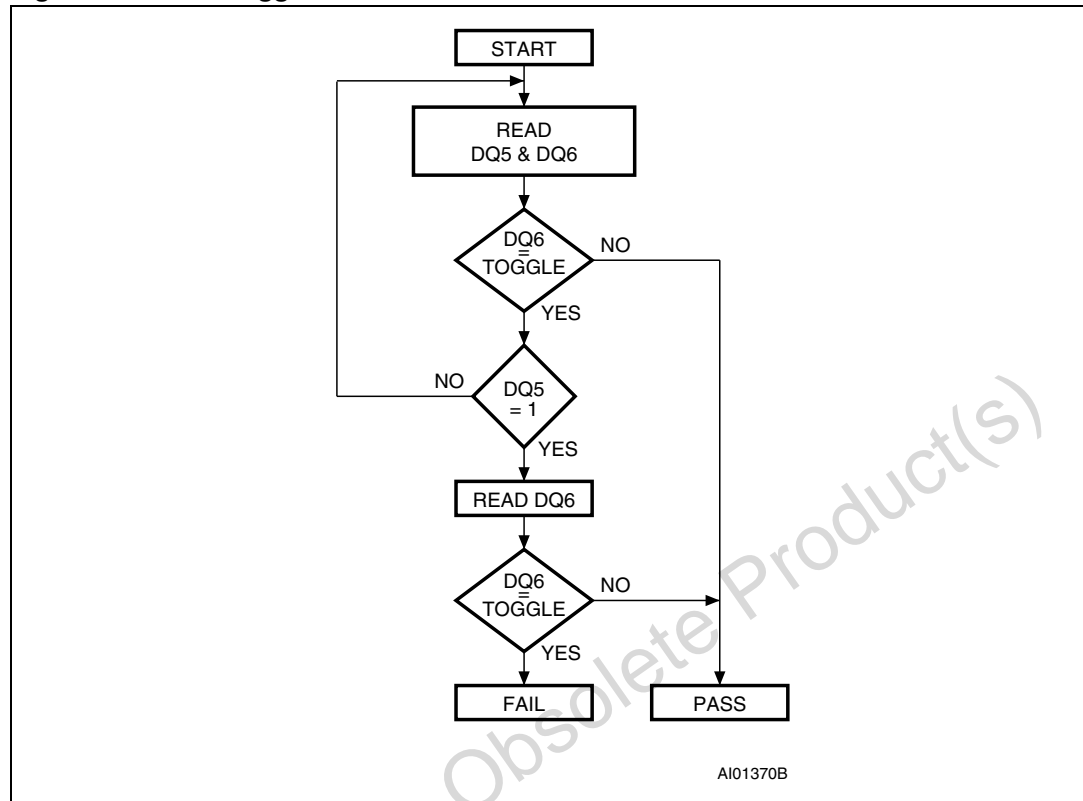 START
READ
DQ5 & DQ6
DQ6
=
TOGGLE
NO
YES
NO
DQ5
= 1
YES
READ DQ6
DQ6
=
TOGGLE
NO
YES
FAIL
PASS
AI01370B
Obsolete Product(s)